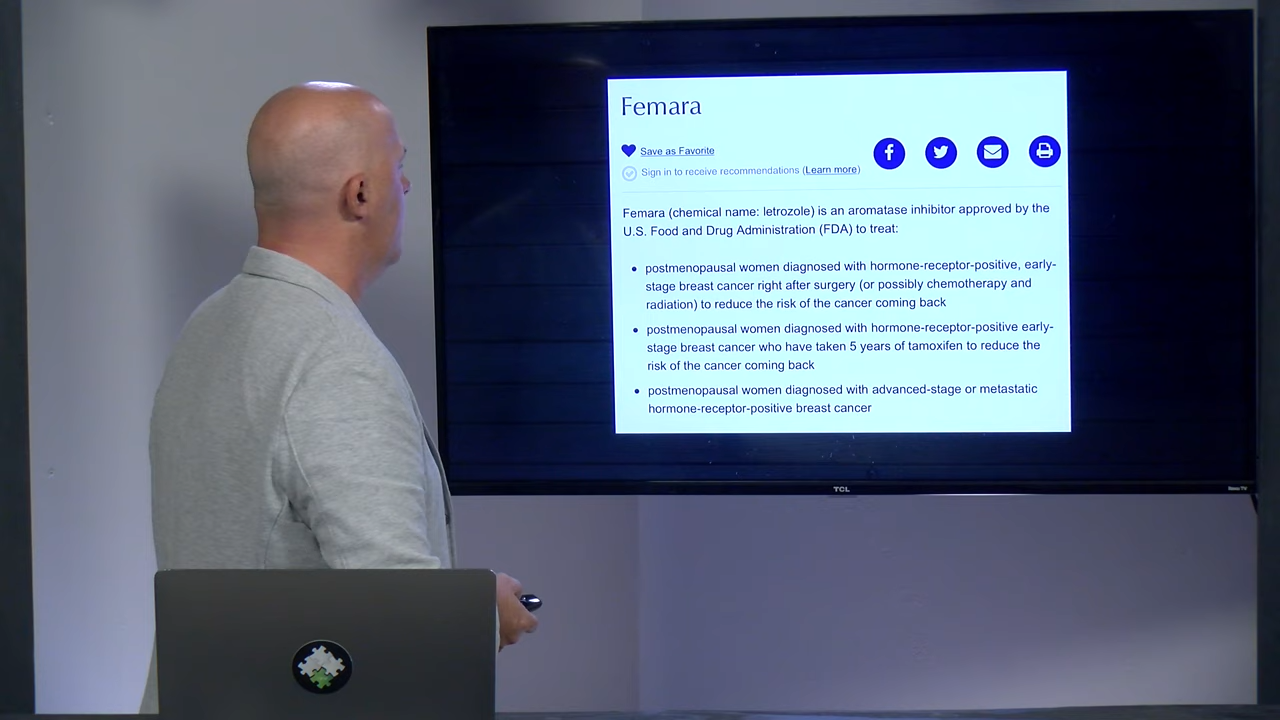 Femara
Save as Favorite
Sign in to receive recommendations (Learn more)
Femara (chemical name: letrozole) is an aromatase inhibitor approved by the
U.S. Food and Drug Administration (FDA) to treat:
• postmenopausal women diagnosed with hormone-receptor-positive, early-
stage breast cancer right after surgery (or possibly chemotherapy and
radiation) to reduce the risk of the cancer coming back
• postmenopausal women diagnosed with hormone-receptor-positive early-
stage breast cancer who have taken 5 years of tamoxifen to reduce the
risk of the cancer coming back
• postmenopausal women diagnosed with advanced-stage or metastatic
hormone-receptor-positive breast cancer
TCL
Roku TV